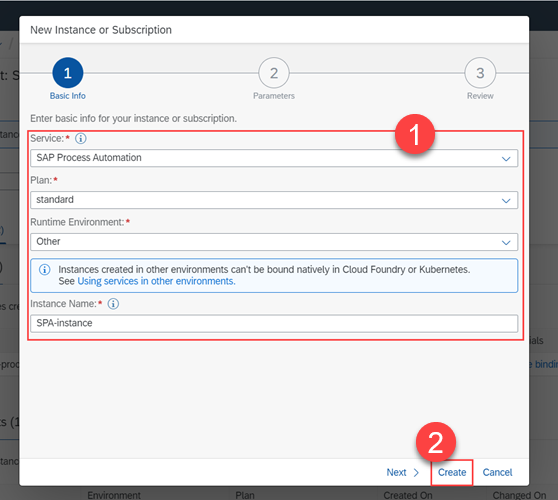 New Instance or Subscription
1
2
3
Basic Info
Parameters
Review
Enter basic info for your instance or subscription.
1
Service:*
SAP Process Automation
Plan:*
standard
Runtime Environment:*
Other
Instances created in other environments can't be bound natively in Cloud Foundry or Kubernetes.
See Using services in other environments.
Instance Name:*
SPA-instance
2
Next
Create
Cancel
Environment
Plan
Created On
Changed On